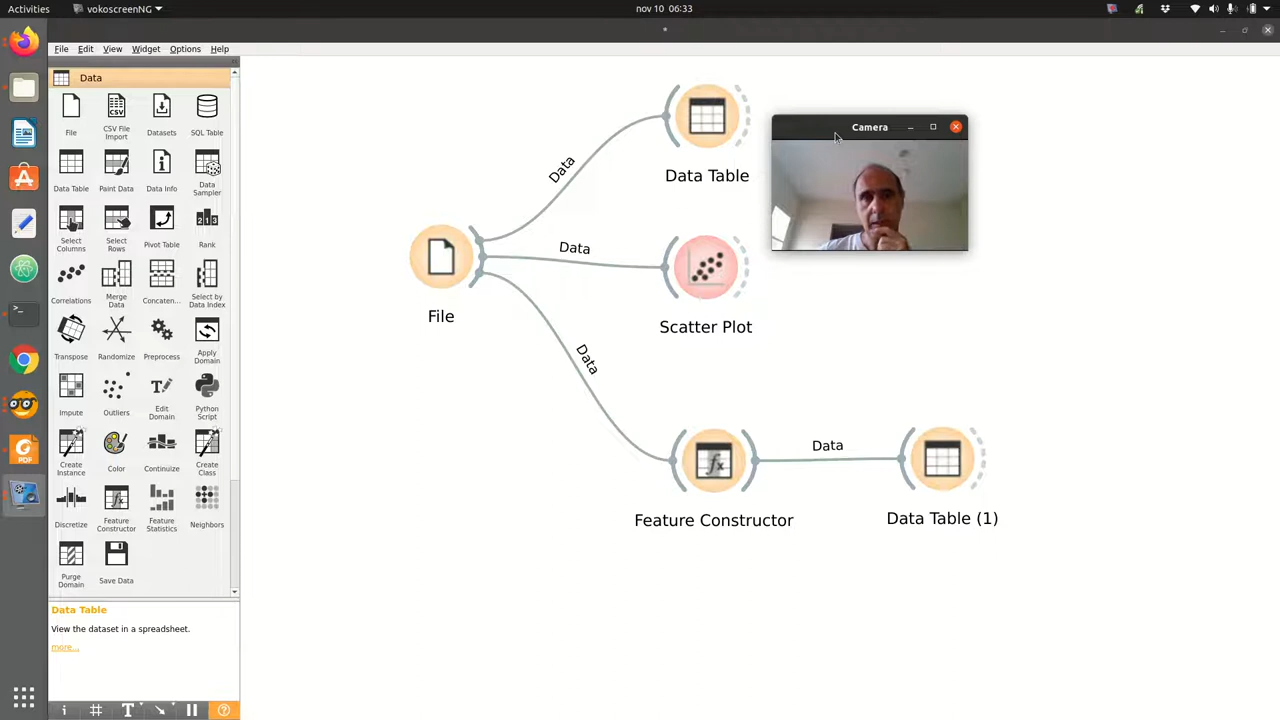 Activities
vokoscreenNG
nov 10 06:33
File Edit View Widget Options Help
Data
File
CSV File Import
Datasets
SQL Table
Data Table
Paint Data
Data Info
Data Sampler
Select Columns
Select Rows
Pivot Table
Rank
Correlations
Merge Data
Concaten...
Select by Data Index
Transpose
Randomize
Preprocess
Apply Domain
Impute
Outliers
Edit Domain
Python Script
Create Instance
Color
Continuize
Create Class
Discretize
Feature Constructor
Feature Statistics
Neighbors
Purge Domain
Save Data
Data Table
View the dataset in a spreadsheet.
more...
Data
Data Table
Camera
Data
File
Scatter Plot
Data
Data
Feature Constructor
Data Table (1)